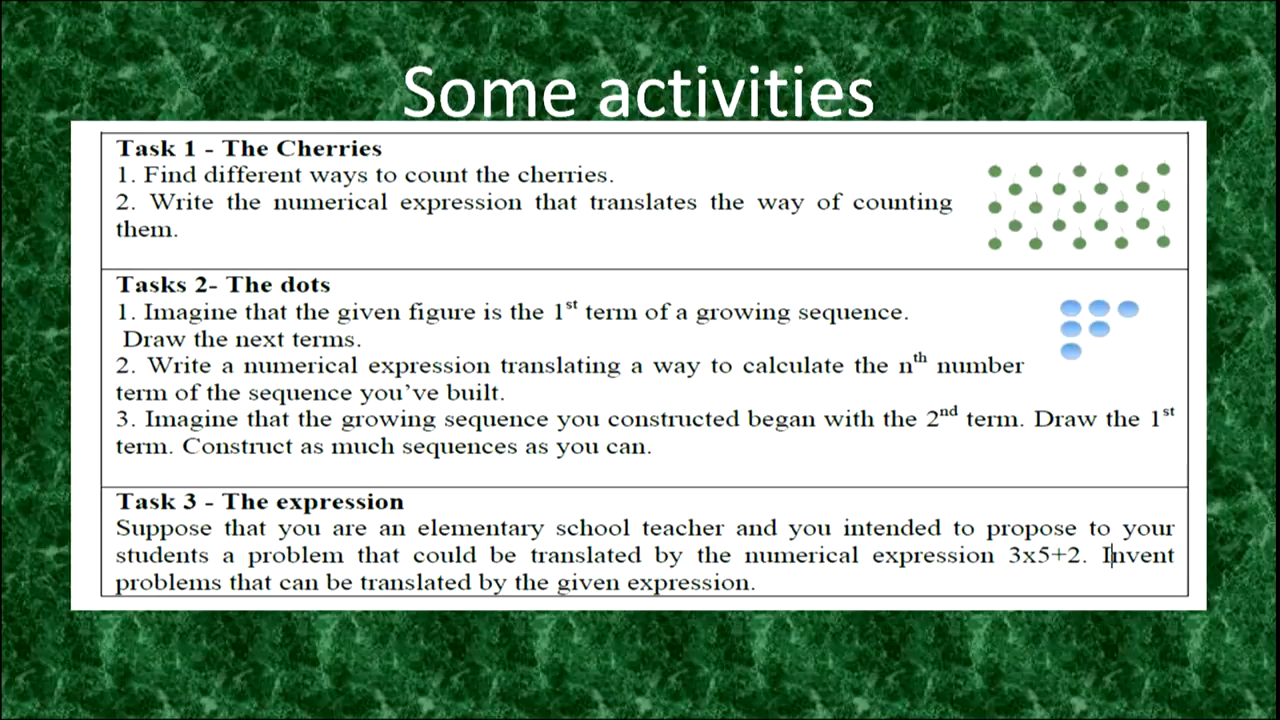 Some activities
Task 1 - The Cherries
1. Find different ways to count the cherries.
2. Write the numerical expression that translates the way of counting
them.
Tasks 2- The dots
1. Imagine that the given figure is the 1st term of a growing sequence.
Draw the next terms.
2. Write a numerical expression translating a way to calculate the nth number
term of the sequence you've built.
3. Imagine that the growing sequence you constructed began with the 2nd term. Draw the 1st
term. Construct as much sequences as you can.
Task 3 - The expression
Suppose that you are an elementary school teacher and you intended to propose to your
students a problem that could be translated by the numerical expression 3x5+2. Invent
problems that can be translated by the given expression.